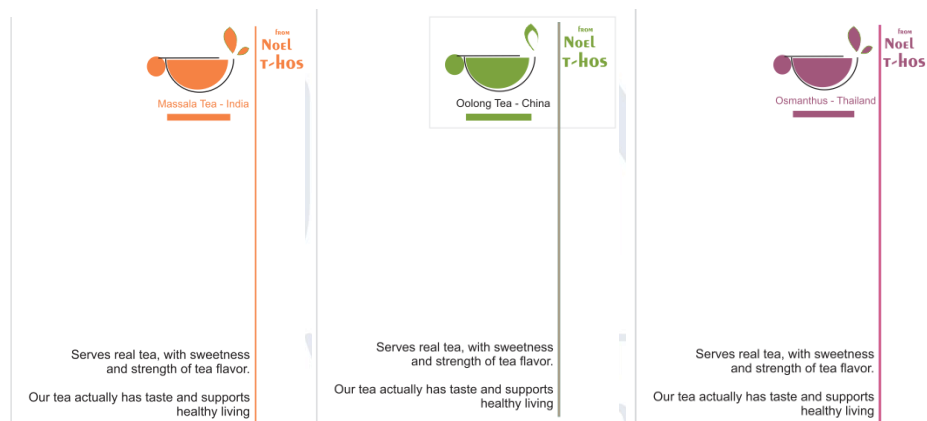 from
Noel
T-HOS
Massala Tea - India
Serves real tea, with sweetness
and strength of tea flavor.
Our tea actually has taste and supports
healthy living
from
Noel
T-HOS
Oolong Tea - China
Serves real tea, with sweetness
and strength of tea flavor.
Our tea actually has taste and supports
healthy living
from
Noel
T-HOS
Osmanthus - Thailand
Serves real tea, with sweetness
and strength of tea flavor.
Our tea actually has taste and supports
healthy living